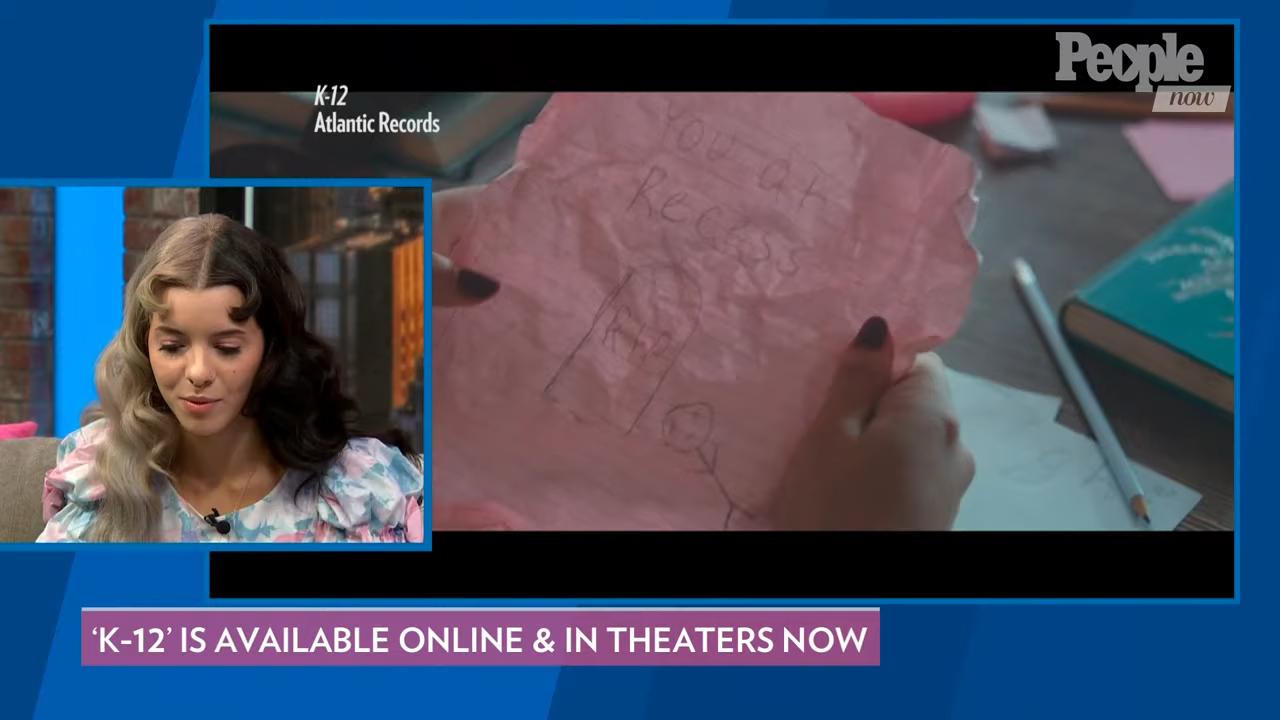 People
now
K-12
Atlantic Records
You at
Recess
RIP
‘K-12’ IS AVAILABLE ONLINE & IN THEATERS NOW